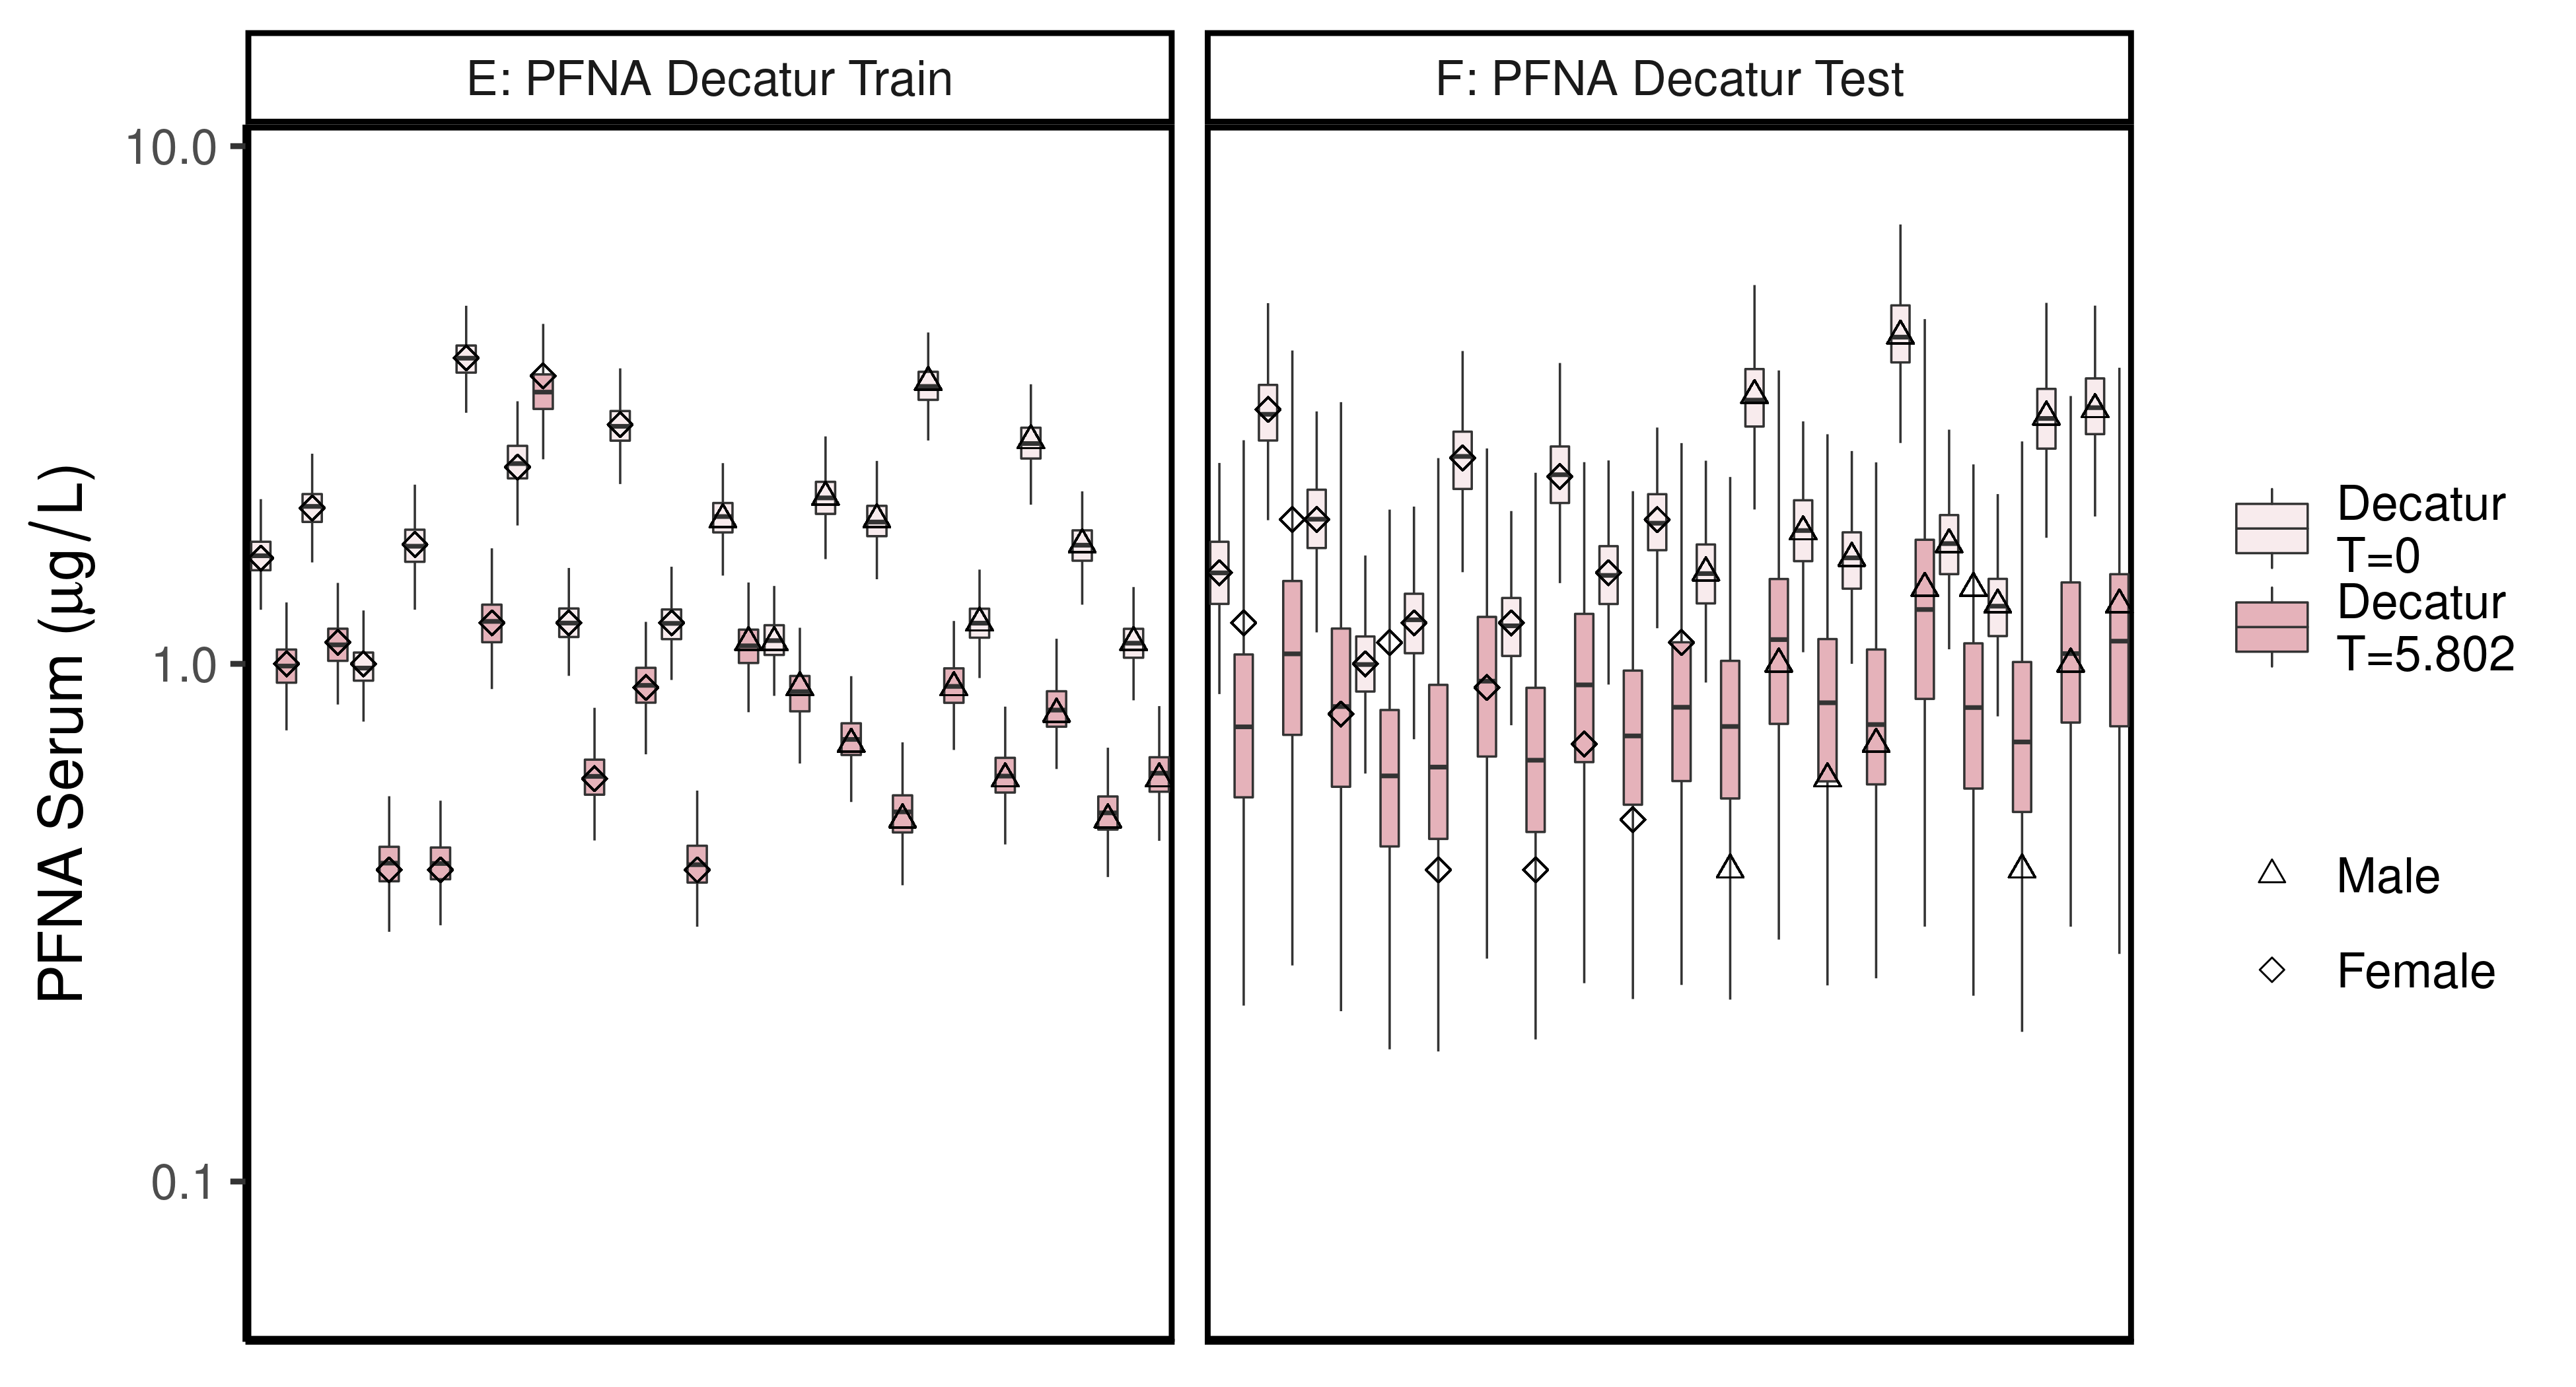 E: PFNA Decatur Train
F: PFNA Decatur Test
10.0
1.0
0.1
PFNA Serum (μg/L)
Decatur
T=0
Decatur
T=5.802
Male
Female